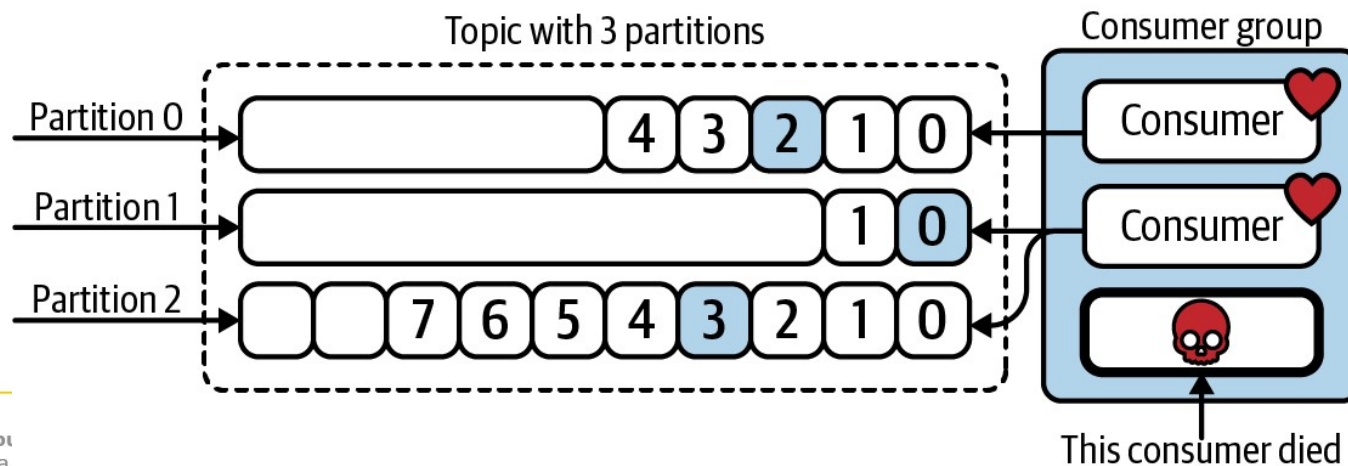 Topic with 3 partitions
Consumer group
Partition 0
4 3 2 1 0
Consumer
Partition 1
1 0
Consumer
Partition 2
7 6 5 4 3 2 1 0
This consumer died